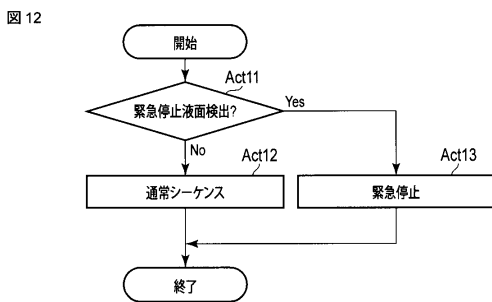 図 12
開始
Act11
緊急停止液面検出?
Yes
No
Act12
Act13
通常シーケンス
緊急停止
終了